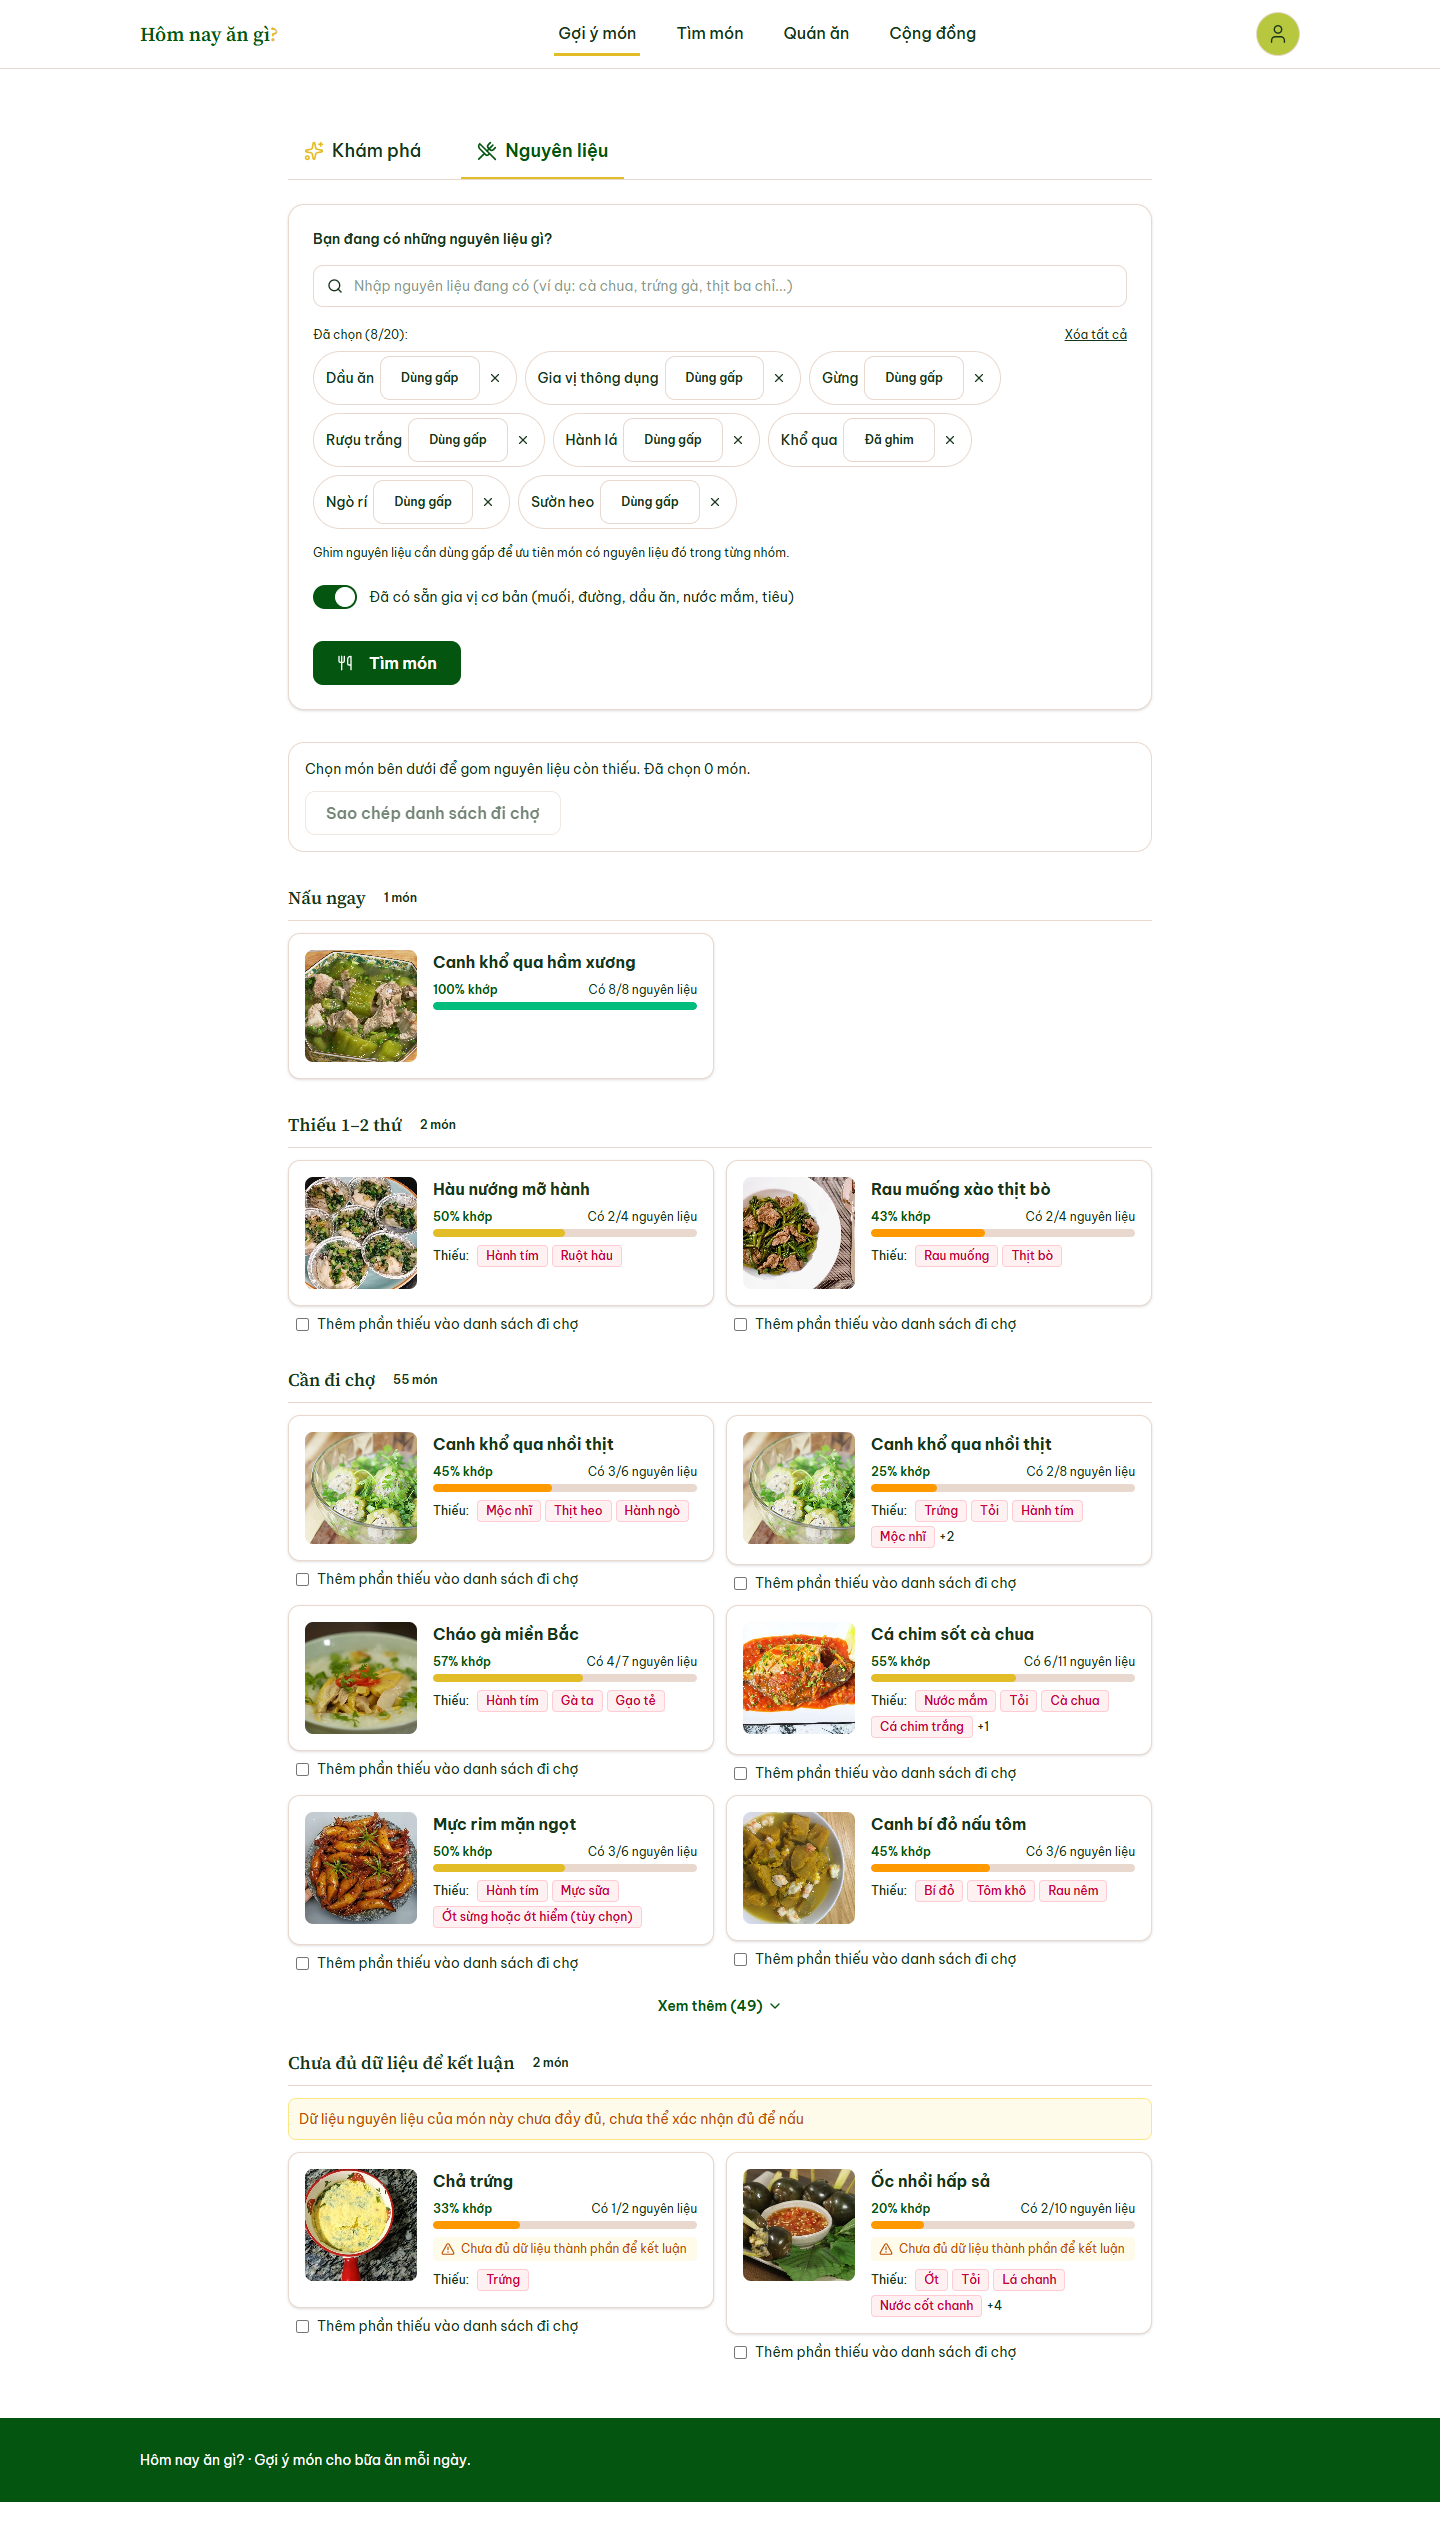 Hôm nay ăn gì?
Gợi ý món
Tìm món
Quán ăn
Cộng đồng
Khám phá
Nguyên liệu
Bạn đang có những nguyên liệu gì?
Nhập nguyên liệu đang có (ví dụ: cà chua, trứng gà, thịt ba chỉ...)
Đã chọn (8/20):
Xóa tất cả
Dầu ăn Dùng gấp
Gia vị thông dụng Dùng gấp
Gừng Dùng gấp
Rượu trắng Dùng gấp
Hành lá Dùng gấp
Khổ qua Đã ghim
Ngò rí Dùng gấp
Sườn heo Dùng gấp
Ghim nguyên liệu cần dùng gấp để ưu tiên món có nguyên liệu đó trong từng nhóm.
Đã có sẵn gia vị cơ bản (muối, đường, dầu ăn, nước mắm, tiêu)
Tìm món
Chọn món bên dưới để gom nguyên liệu còn thiếu. Đã chọn 0 món.
Sao chép danh sách đi chợ
Nấu ngay 1 món
Canh khổ qua hầm xương
100% khớp Có 8/8 nguyên liệu
Thiếu 1–2 thứ 2 món
Hàu nướng mỡ hành
50% khớp Có 2/4 nguyên liệu
Thiếu: Hành tím Ruột hàu
Thêm phần thiếu vào danh sách đi chợ
Rau muống xào thịt bò
43% khớp Có 2/4 nguyên liệu
Thiếu: Rau muống Thịt bò
Thêm phần thiếu vào danh sách đi chợ
Cần đi chợ 55 món
Canh khổ qua nhồi thịt
45% khớp Có 3/6 nguyên liệu
Thiếu: Mộc nhĩ Thịt heo Hành ngò
Thêm phần thiếu vào danh sách đi chợ
Canh khổ qua nhồi thịt
25% khớp Có 2/8 nguyên liệu
Thiếu: Trứng Tỏi Hành tím
Mộc nhĩ +2
Thêm phần thiếu vào danh sách đi chợ
Cháo gà miền Bắc
57% khớp Có 4/7 nguyên liệu
Thiếu: Hành tím Gà ta Gạo tẻ
Thêm phần thiếu vào danh sách đi chợ
Cá chim sốt cà chua
55% khớp Có 6/11 nguyên liệu
Thiếu: Nước mắm Tỏi Cà chua
Cá chim trắng +1
Thêm phần thiếu vào danh sách đi chợ
Mực rim mặn ngọt
50% khớp Có 3/6 nguyên liệu
Thiếu: Hành tím Mực sữa
Ớt sừng hoặc ớt hiểm (tùy chọn)
Thêm phần thiếu vào danh sách đi chợ
Canh bí đỏ nấu tôm
45% khớp Có 3/6 nguyên liệu
Thiếu: Bí đỏ Tôm khô Rau nêm
Thêm phần thiếu vào danh sách đi chợ
Xem thêm (49)
Chưa đủ dữ liệu để kết luận 2 món
Dữ liệu nguyên liệu của món này chưa đầy đủ, chưa thể xác nhận đủ để nấu
Chả trứng
33% khớp Có 1/2 nguyên liệu
Chưa đủ dữ liệu thành phần để kết luận
Thiếu: Trứng
Thêm phần thiếu vào danh sách đi chợ
Ốc nhồi hấp sả
20% khớp Có 2/10 nguyên liệu
Chưa đủ dữ liệu thành phần để kết luận
Thiếu: Ớt Tỏi Lá chanh
Nước cốt chanh +4
Thêm phần thiếu vào danh sách đi chợ
Hôm nay ăn gì? · Gợi ý món cho bữa ăn mỗi ngày.